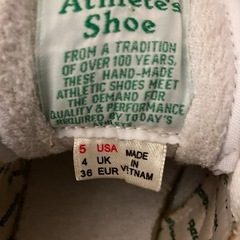 Athlete's
Shoe
FROM A TRADITION
OF OVER 100 YEARS,
THESE HAND-MADE
ATHLETIC SHOES MEET
THE DEMAND FOR
QUALITY & PERFORMANCE
REQUIRED BY TODAY'S
5 USA
4 UK
36 EUR
MADE
IN
VIETNAM